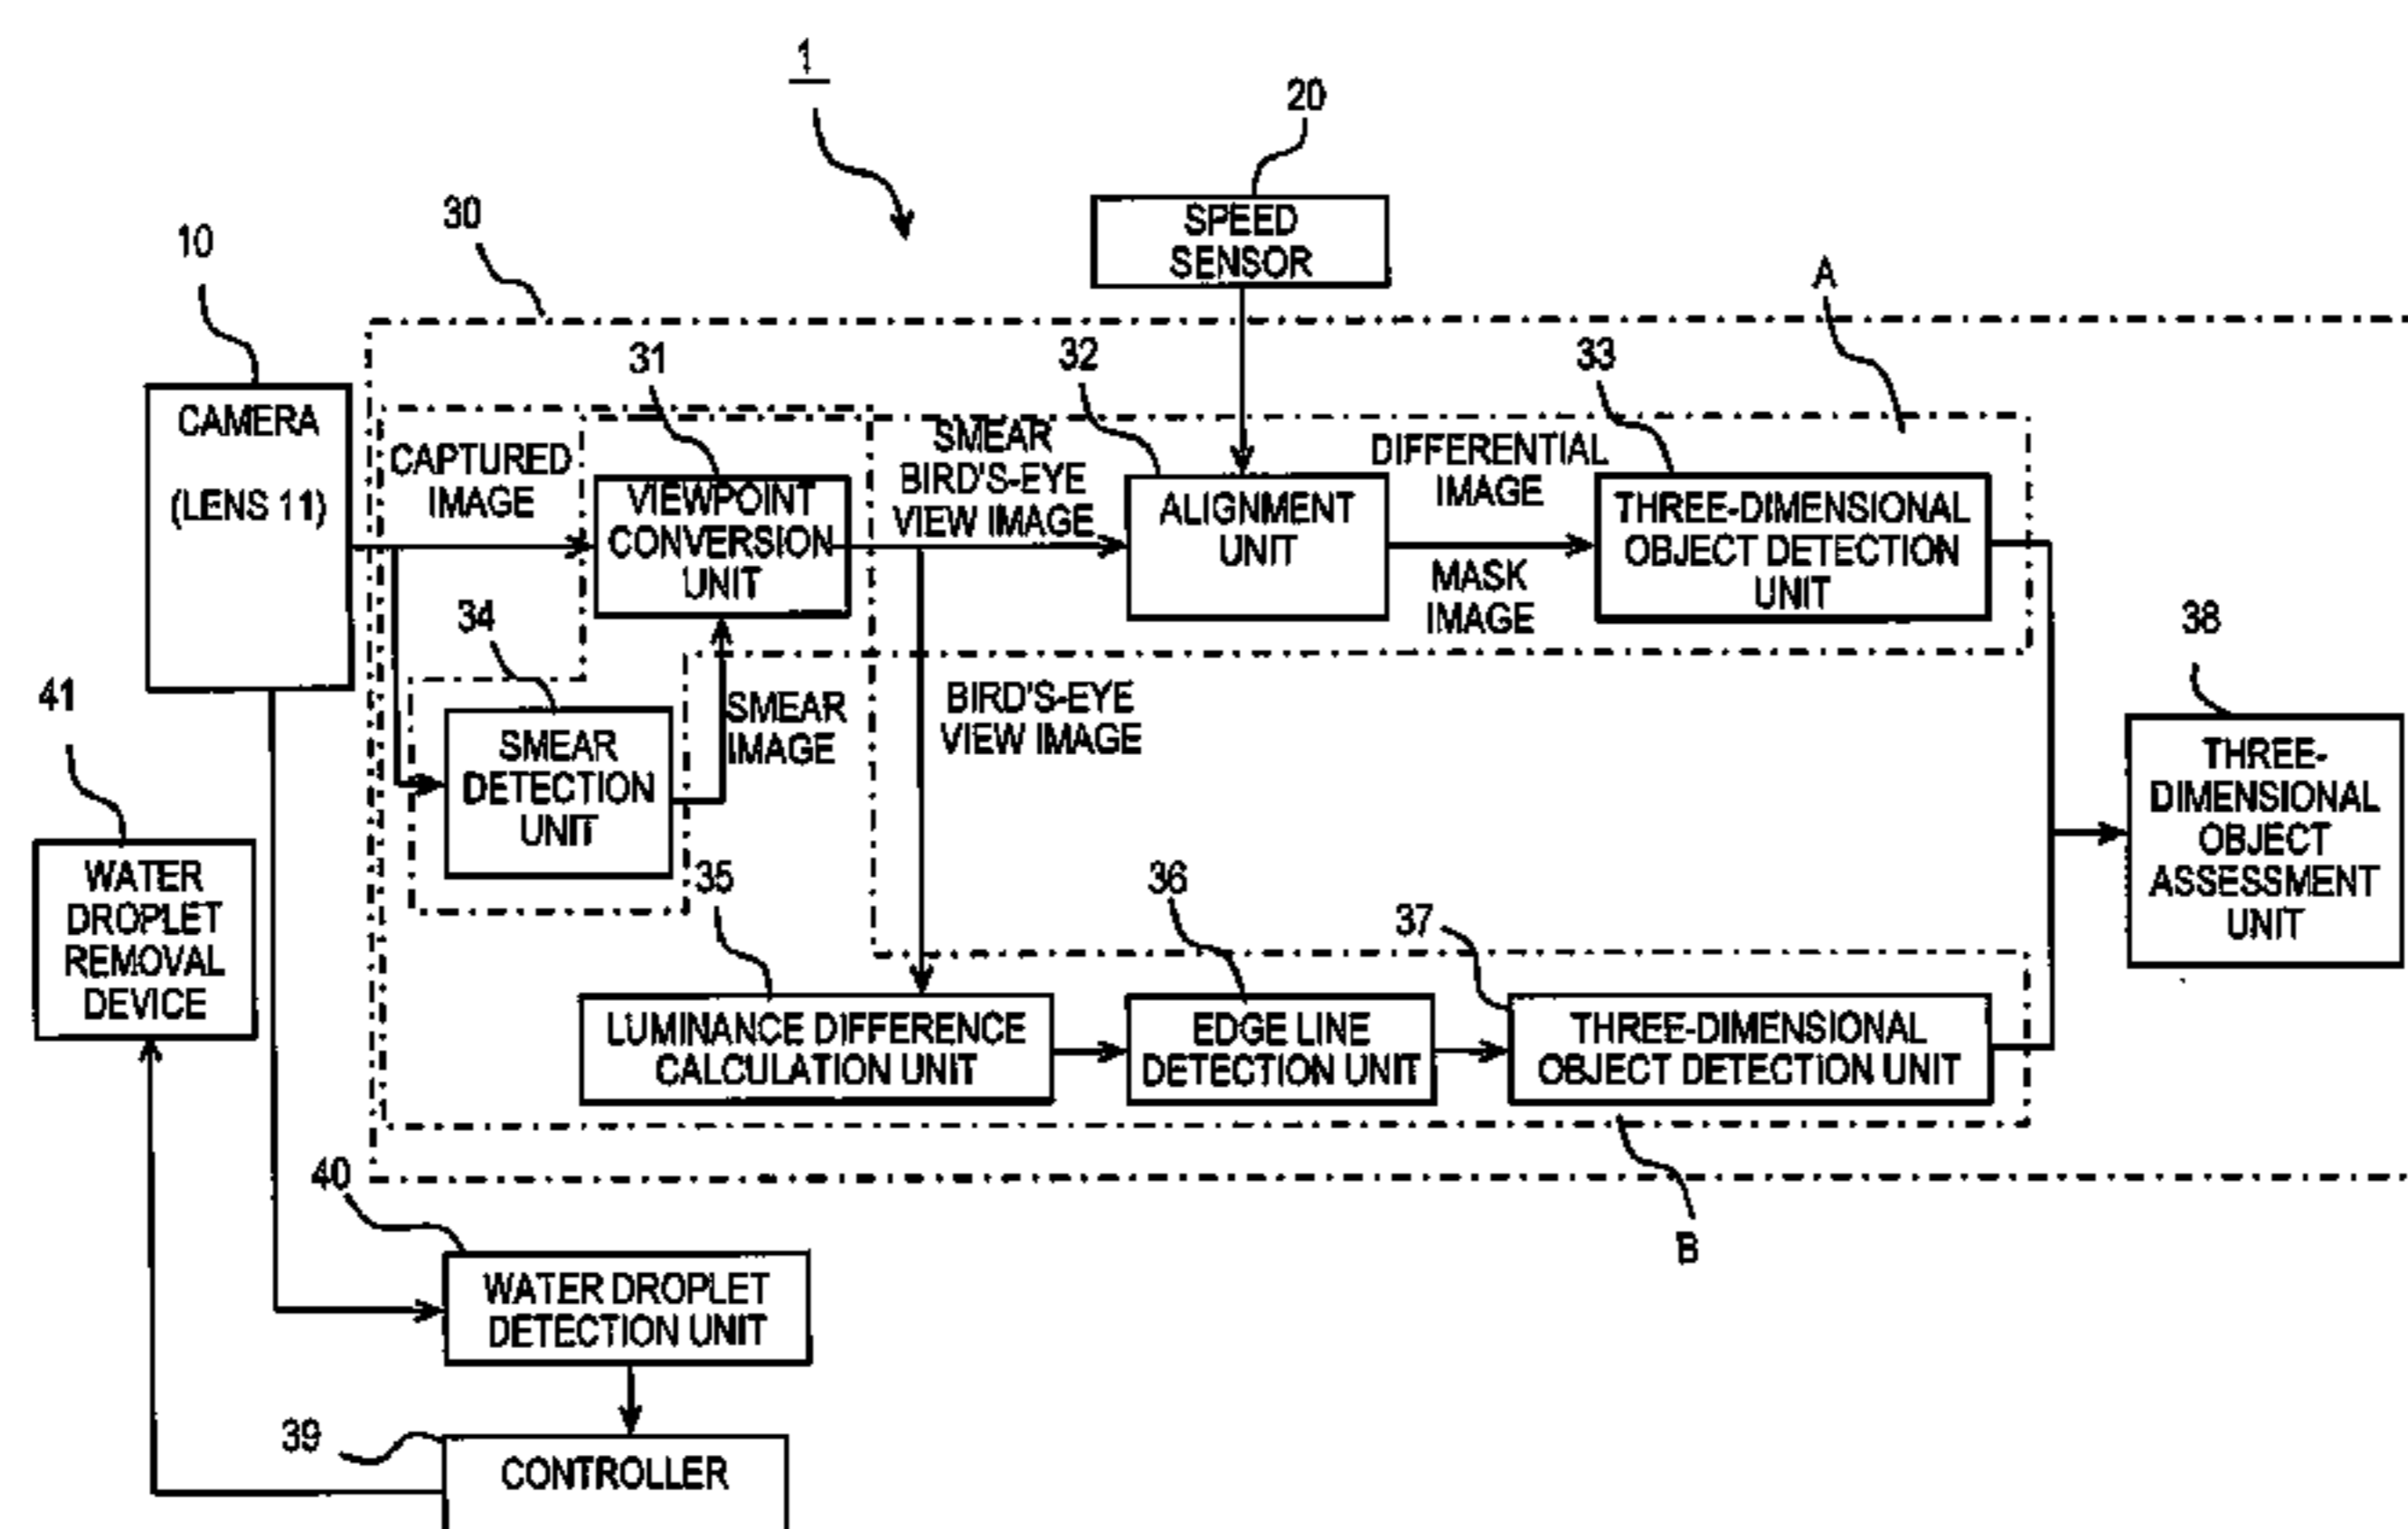 1
20
30
SPEED
SENSOR
10
A
31
32
33
CAMERA
(LENS 11)
CAPTURED
IMAGE
VIEWPOINT
CONVERSION
UNIT
SMEAR
BIRD'S-EYE
VIEW IMAGE
ALIGNMENT
UNIT
DIFFERENTIAL
IMAGE
MASK
IMAGE
THREE-DIMENSIONAL
OBJECT DETECTION
UNIT
34
38
41
SMEAR
DETECTION
UNIT
SMEAR
IMAGE
BIRD'S-EYE
VIEW IMAGE
THREE-
DIMENSIONAL
OBJECT
ASSESSMENT
UNIT
WATER
DROPLET
REMOVAL
DEVICE
35
36
37
LUMINANCE DIFFERENCE
CALCULATION UNIT
EDGE LINE
DETECTION UNIT
THREE-DIMENSIONAL
OBJECT DETECTION UNIT
40
B
WATER DROPLET
DETECTION UNIT
39
CONTROLLER